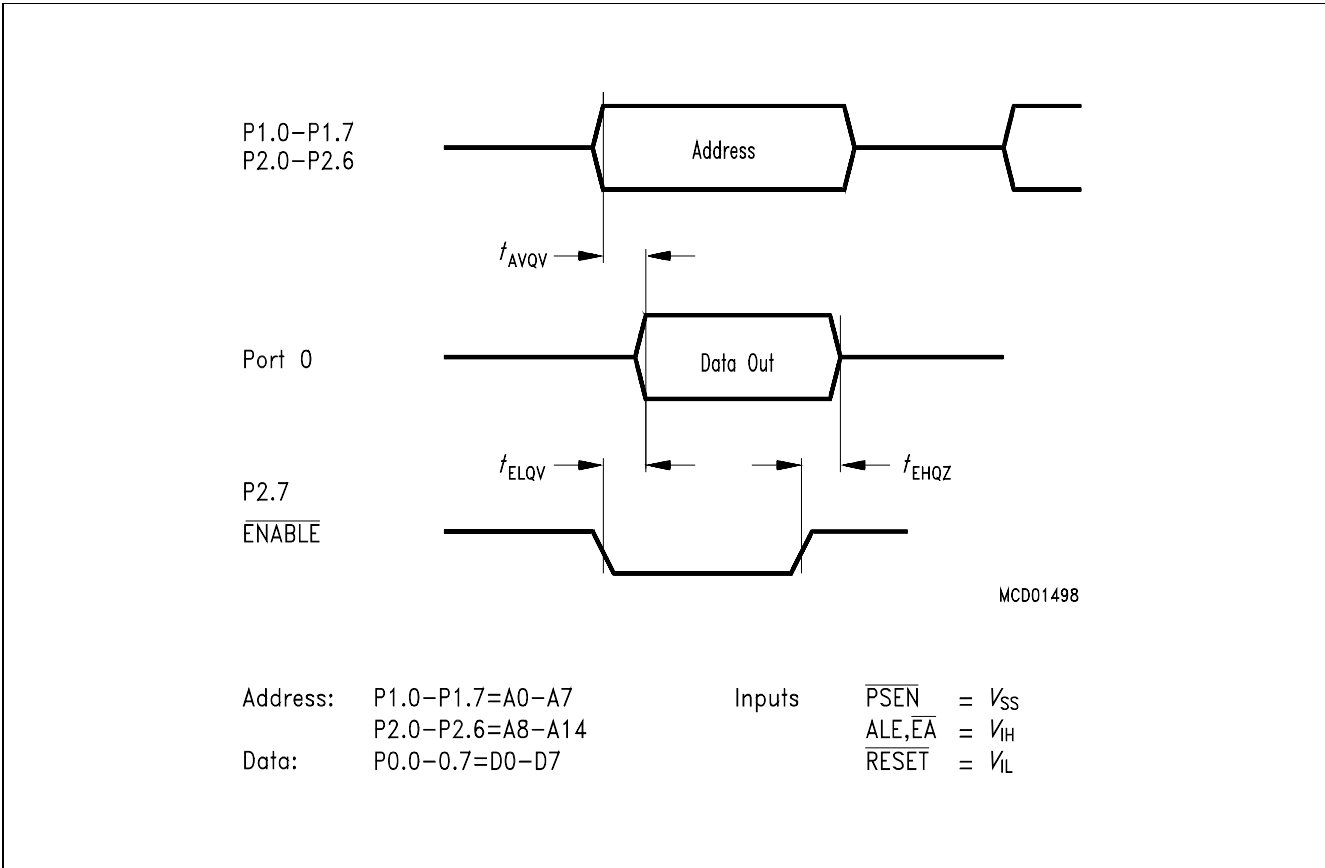 P1.0-P1.7
P2.0-P2.6
Address
tAVQV
Port 0
Data Out
tELQV
tEHQZ
P2.7
ENABLE
MCD01498
Address: P1.0-P1.7=A0-A7
P2.0-P2.6=A8-A14
Data: P0.0-0.7=D0-D7
Inputs PSEN = VSS
ALE,EA = VIH
RESET = VIL